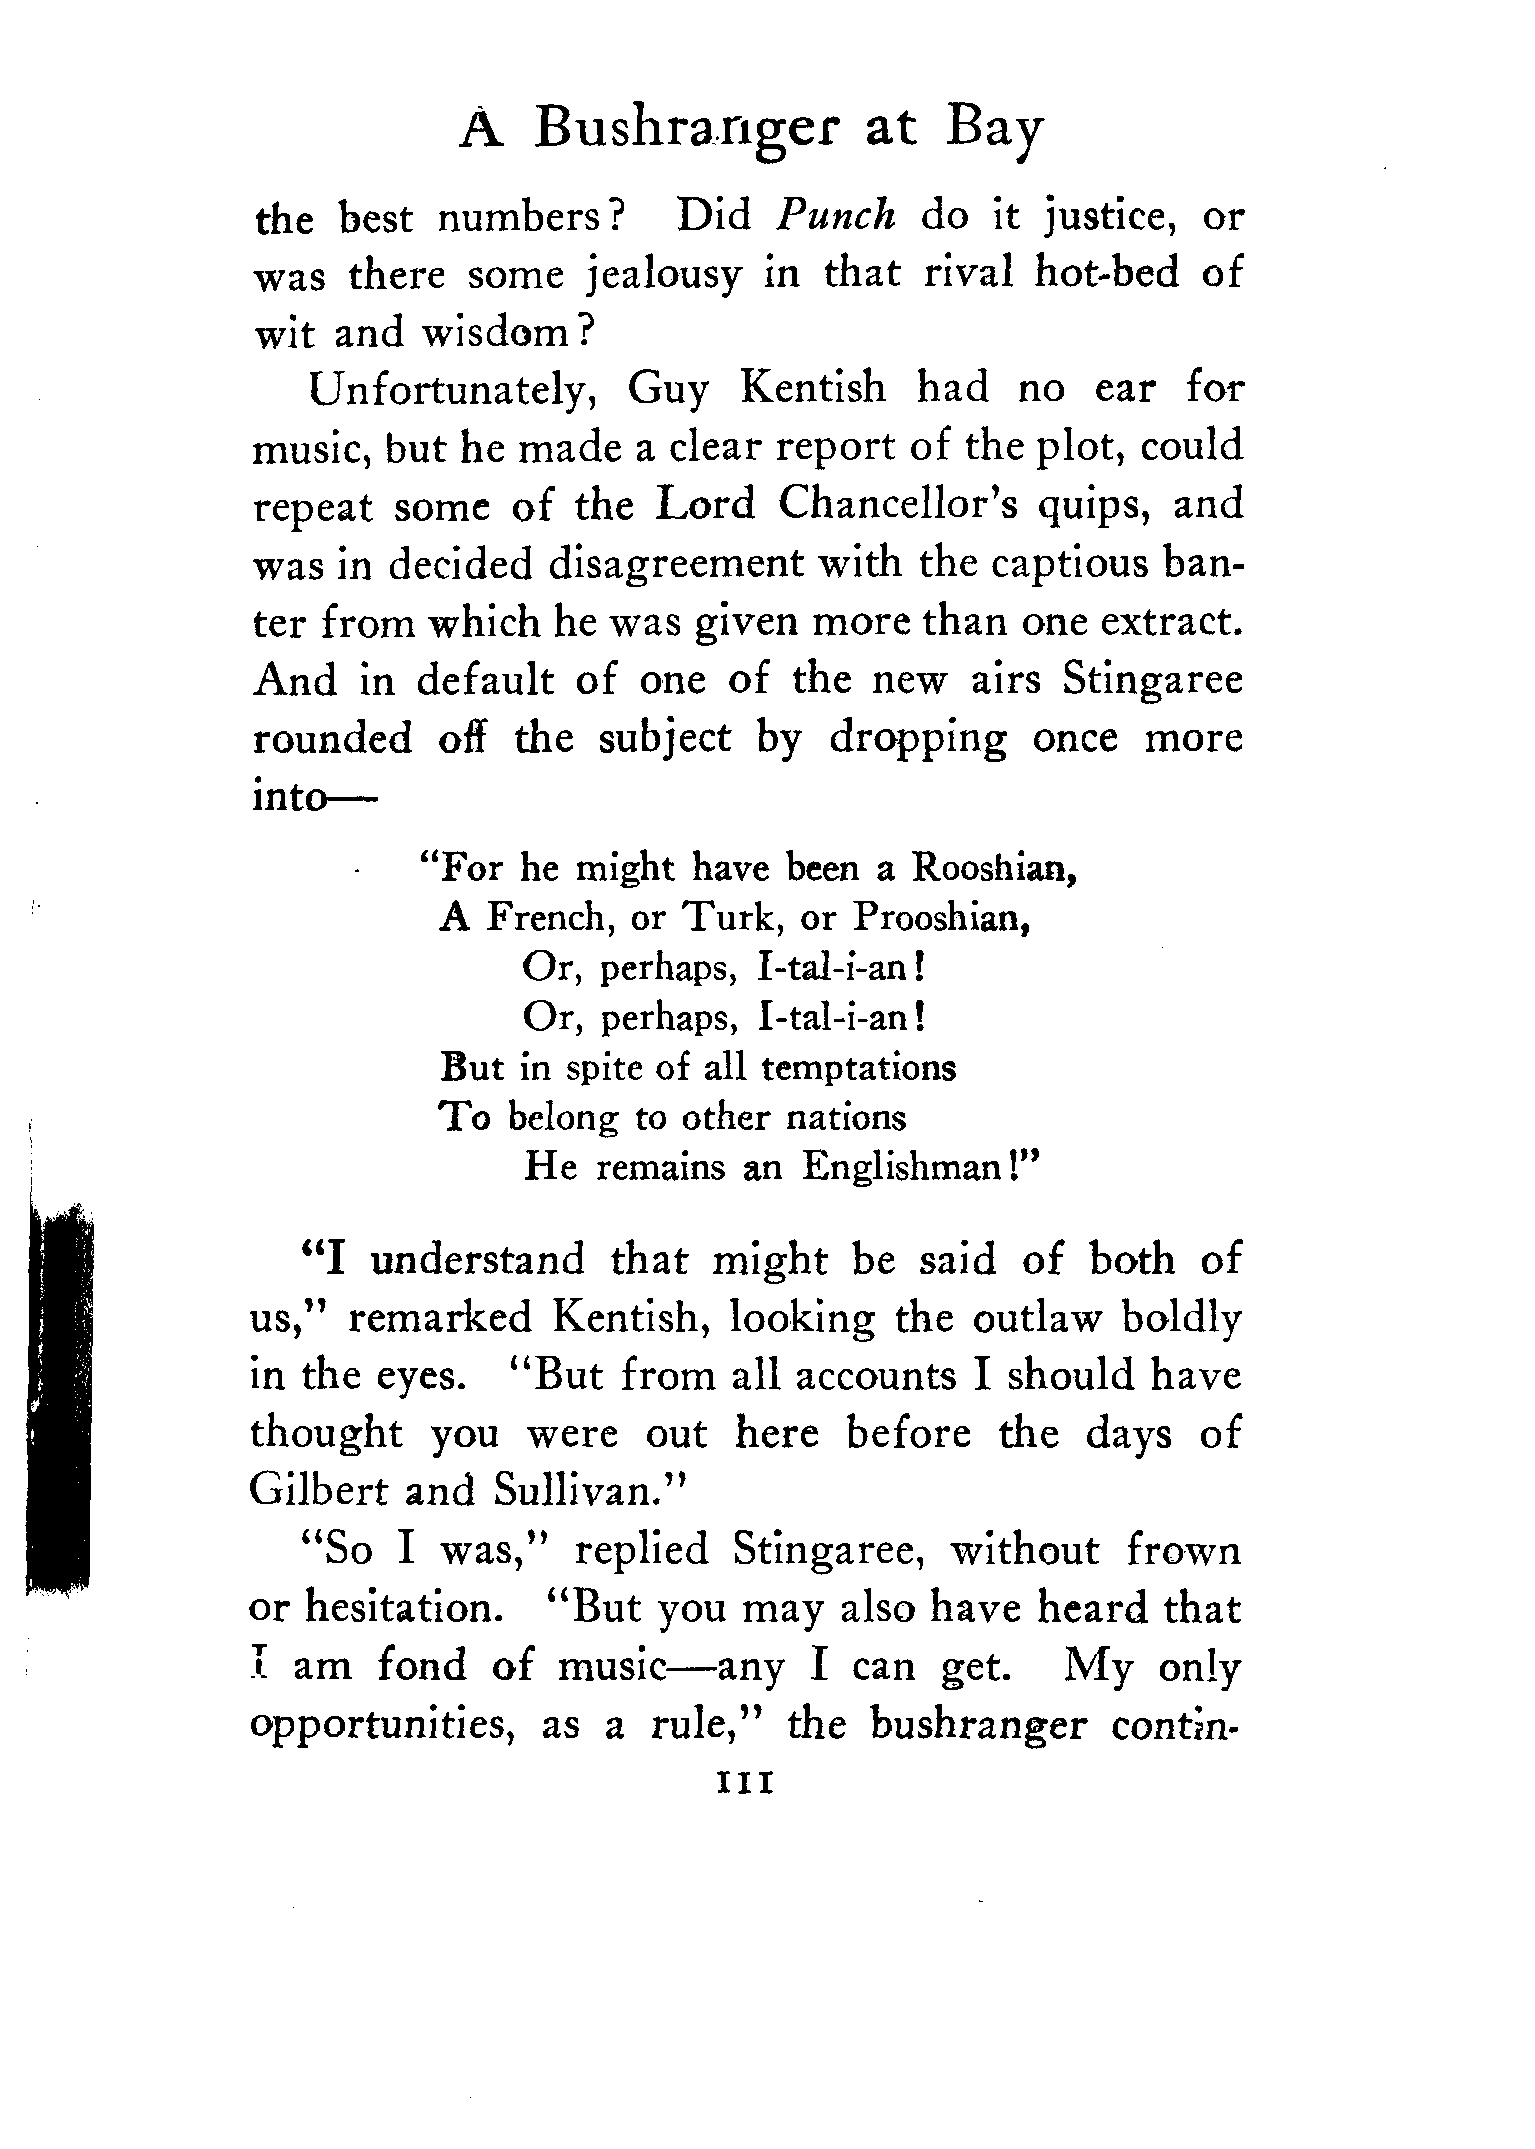 A Bushranger at Bay
the best numbers? Did Punch do it justice, or
was there some jealousy in that rival hot-bed of
wit and wisdom?
Unfortunately, Guy Kentish had no ear for
music, but he made a clear report of the plot, could
repeat some of the Lord Chancellor's quips, and
was in decided disagreement with the captious ban-
ter from which he was given more than one extract.
And in default of one of the new airs Stingaree
rounded off the subject by dropping once more
into—
"For he might have been a Rooshian,
A French, or Turk, or Prooshian,
Or, perhaps, I-tal-i-an!
Or, perhaps, I-tal-i-an!
But in spite of all temptations
To belong to other nations
He remains an Englishman!"
"I understand that might be said of both of
us," remarked Kentish, looking the outlaw boldly
in the eyes. "But from all accounts I should have
thought you were out here before the days of
Gilbert and Sullivan."
"So I was," replied Stingaree, without frown
or hesitation. "But you may also have heard that
I am fond of music—any I can get. My only
opportunities, as a rule," the bushranger contin-
111